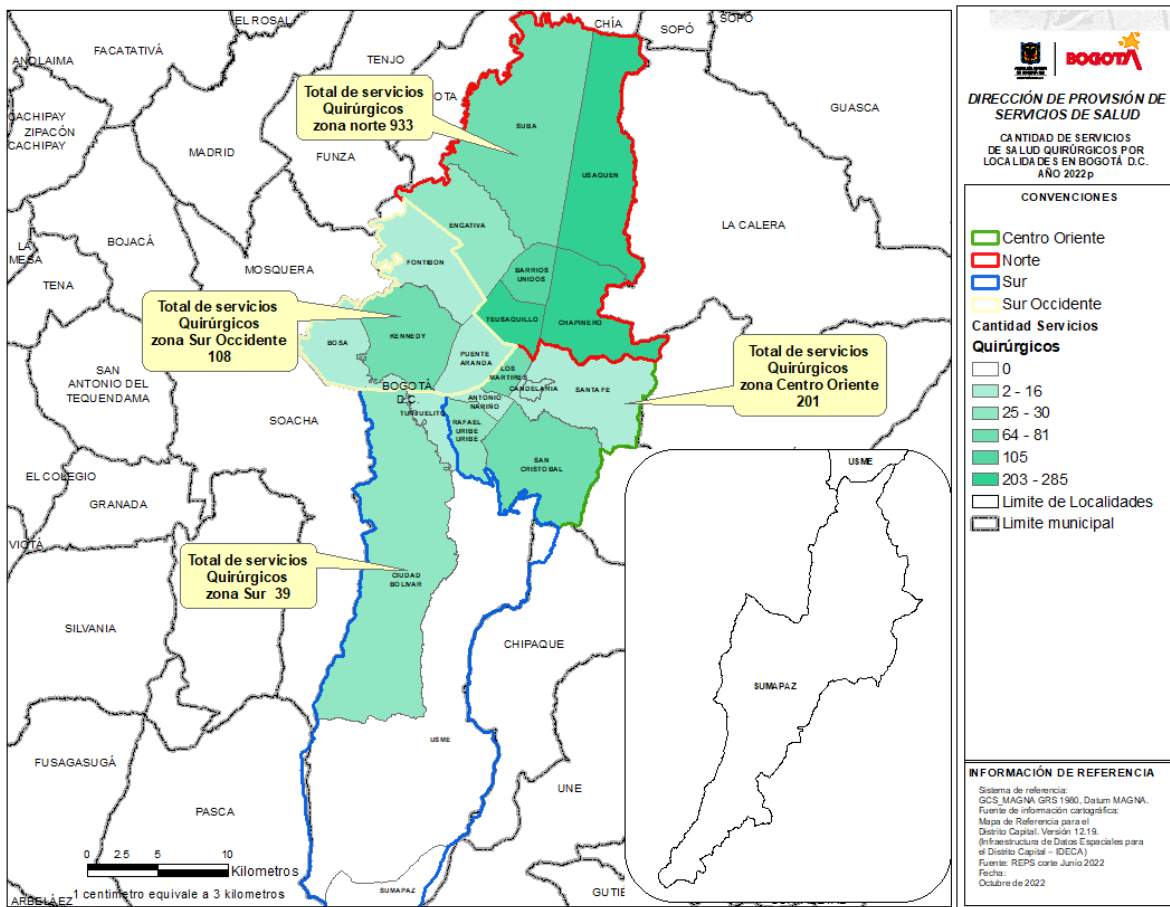 EL ROSAL
CHÍA
SOPÓ
SOPÓ
FACATATIVÁ
ANOLAIMA
TENJO
Total de servicios
Quirúrgicos
zona norte 933
OTA
SUBA
GUASCA
CACHIPAY
ZIPACÓN
CACHIPAY
MADRID
FUNZA
USAQUEN
LA CALERA
ENGATIVA
LA
MESA
BOJACÁ
MOSQUERA
FONTIBON
BARRIOS
UNIDOS
TENA
Total de servicios
Quirúrgicos
zona Sur Occidente
108
TEUSAQUILLO
CHAPINERO
BOSA
KENNEDY
PUENTE
ARANDA
LOS
MARTIRES
CANDELARIA
SANTA FE
Total de servicios
Quirúrgicos
zona Centro Oriente
201
SAN
ANTONIO DEL
TEQUENDAMA
BOGOTÁ,
D.C.
ANTONIO
NARIÑO
TUNJUELITO
SOACHA
RAFAEL
URIBE
URIBE
SAN
CRISTOBAL
EL COLEGIO
GRANADA
VIOTÁ
Total de servicios
Quirúrgicos
zona Sur 39
CIUDAD
BOLIVAR
SILVANIA
CHIPAQUE
USME
FUSAGASUGÁ
UNE
PASCA
0 2.5 5 10
Kilometros
1 centimetro equivale a 3 kilometros
ARBELÁEZ
SUMAPAZ
GUTIE
USME
SUMAPAZ
BOGOTÁ
DIRECCIÓN DE PROVISIÓN DE
SERVICIOS DE SALUD
CANTIDAD DE SERVICIOS
DE SALUD QUIRÚRGICOS POR
LOCALIDADES EN BOGOTÁ D.C.
AÑO 2022p
CONVENCIONES
Centro Oriente
Norte
Sur
Sur Occidente
Cantidad Servicios
Quirúrgicos
0
2 - 16
25 - 30
64 - 81
105
203 - 285
Limite de Localidades
Limite municipal
INFORMACIÓN DE REFERENCIA
Sistema de referencia:
GCS_MAGNA GRS 1980, Datum MAGNA.
Fuente de información cartográfica:
Mapa de Referencia para el
Distrito Capital. Versión 12.19.
(Infraestructura de Datos Espaciales para
el Distrito Capital – IDECA)
Fuente: REPS corte Junio 2022
Fecha:
Octubre de 2022